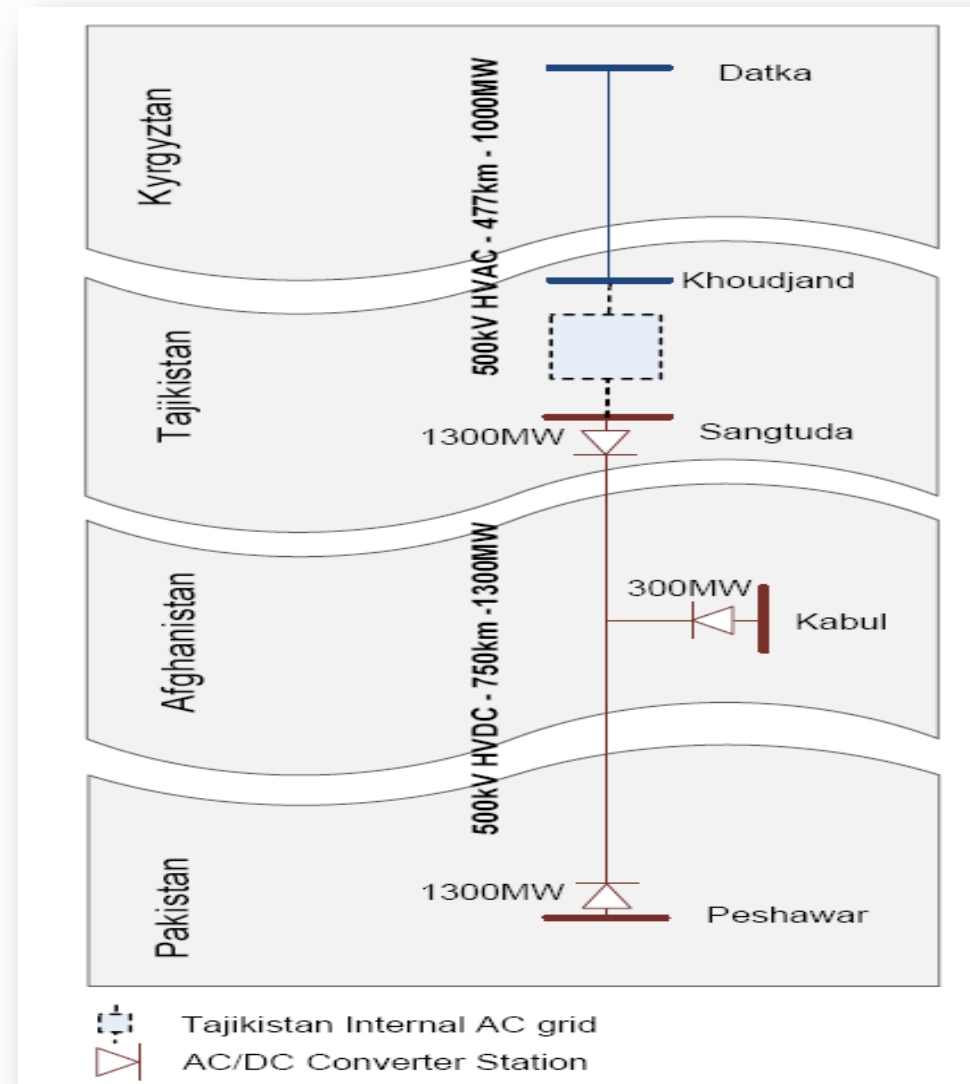 Kyrgyztan
500kV HVAC - 477km - 1000MW
Datka
Khoudjand
Tajikistan
1300MW
Sangtuda
Afghanistan
500kV HVDC - 750km -1300MW
300MW
Kabul
Pakistan
1300MW
Peshawar
Tajikistan Internal AC grid
AC/DC Converter Station